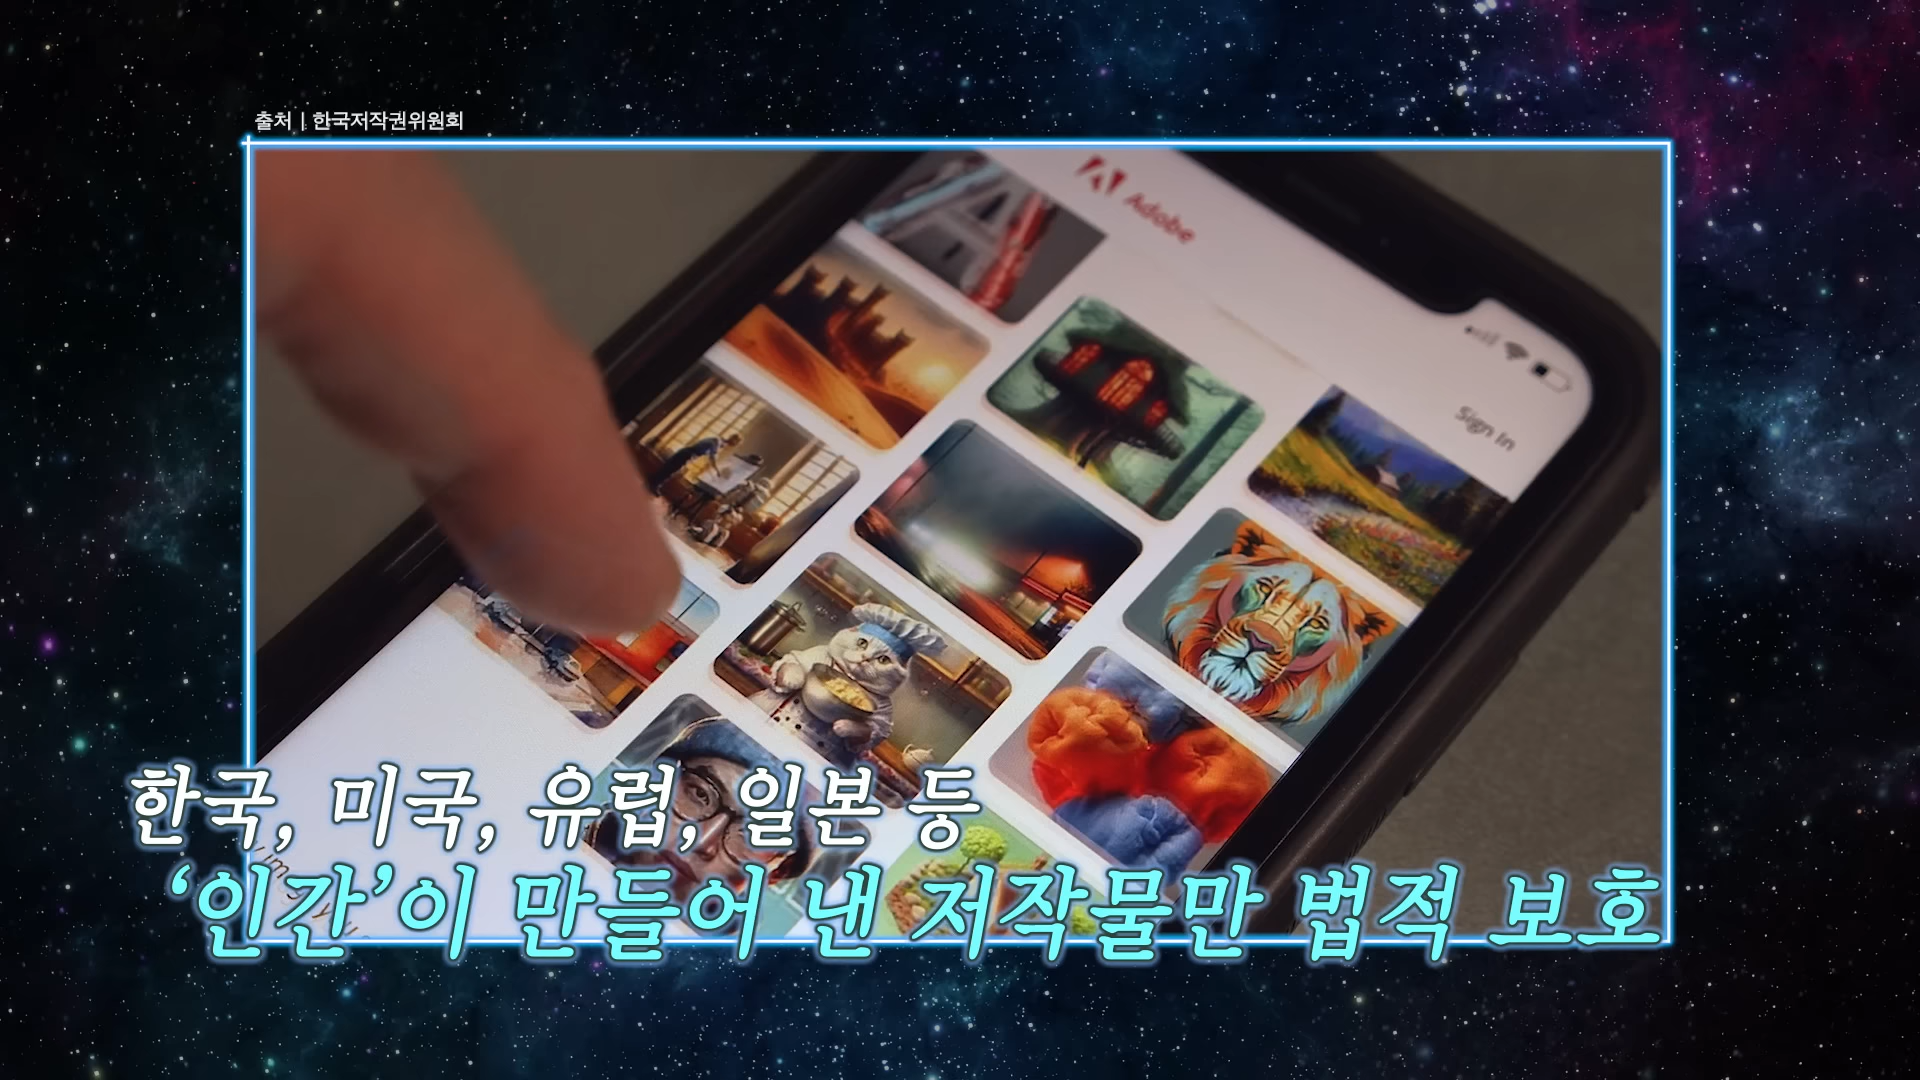 출처 | 한국저작권위원회
Adobe
Sign In
한국, 미국, 유럽, 일본 등
‘인간’이 만들어 낸 저작물만 법적 보호